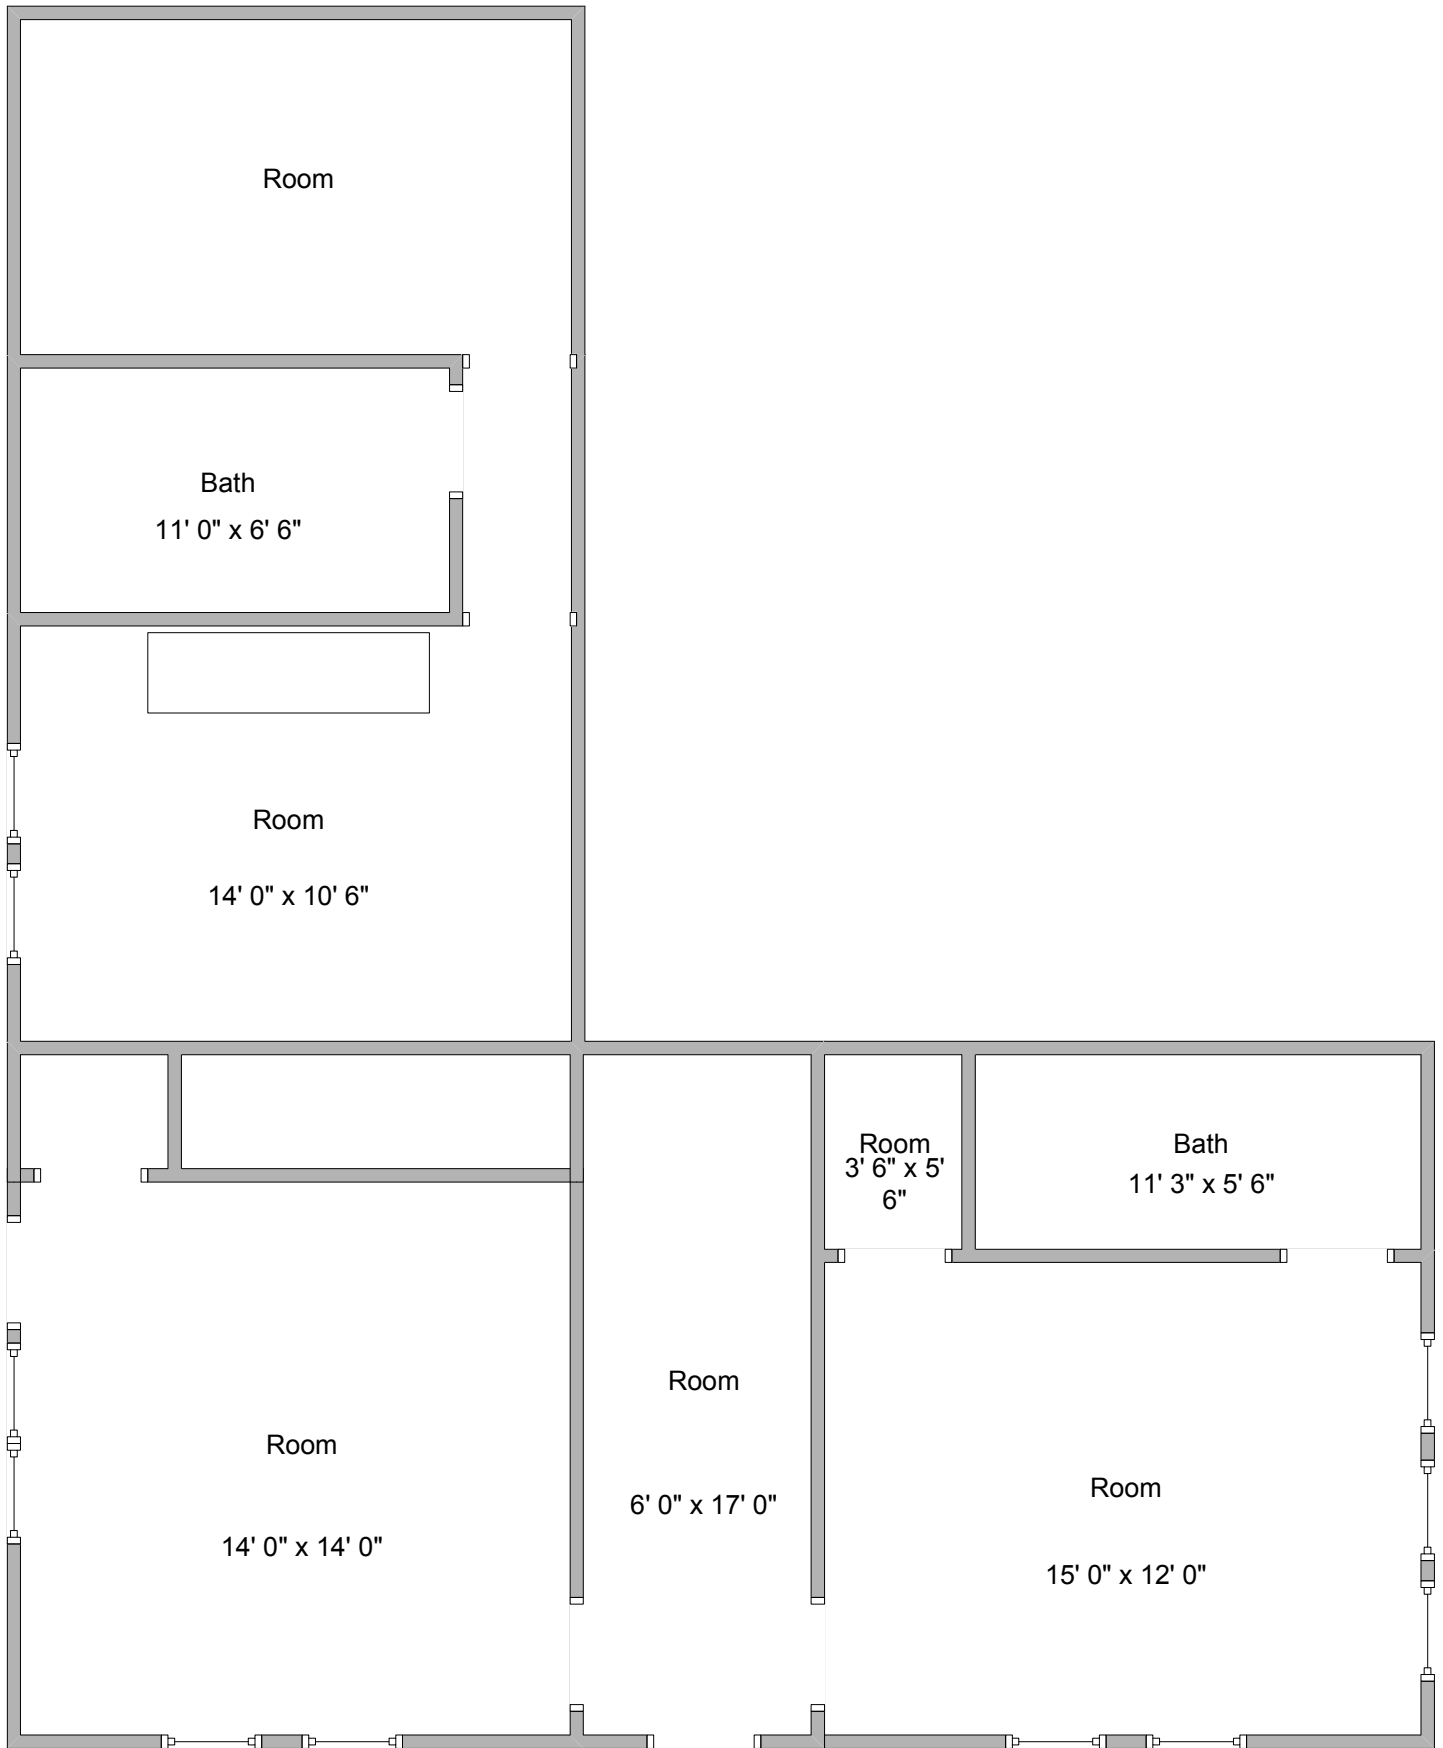 Room
Bath
11' 0" x 6' 6"
Room
14' 0" x 10' 6"
Room
3' 6" x 5'
6"
Bath
11' 3" x 5' 6"
Room
6' 0" x 17' 0"
Room
14' 0" x 14' 0"
Room
15' 0" x 12' 0"